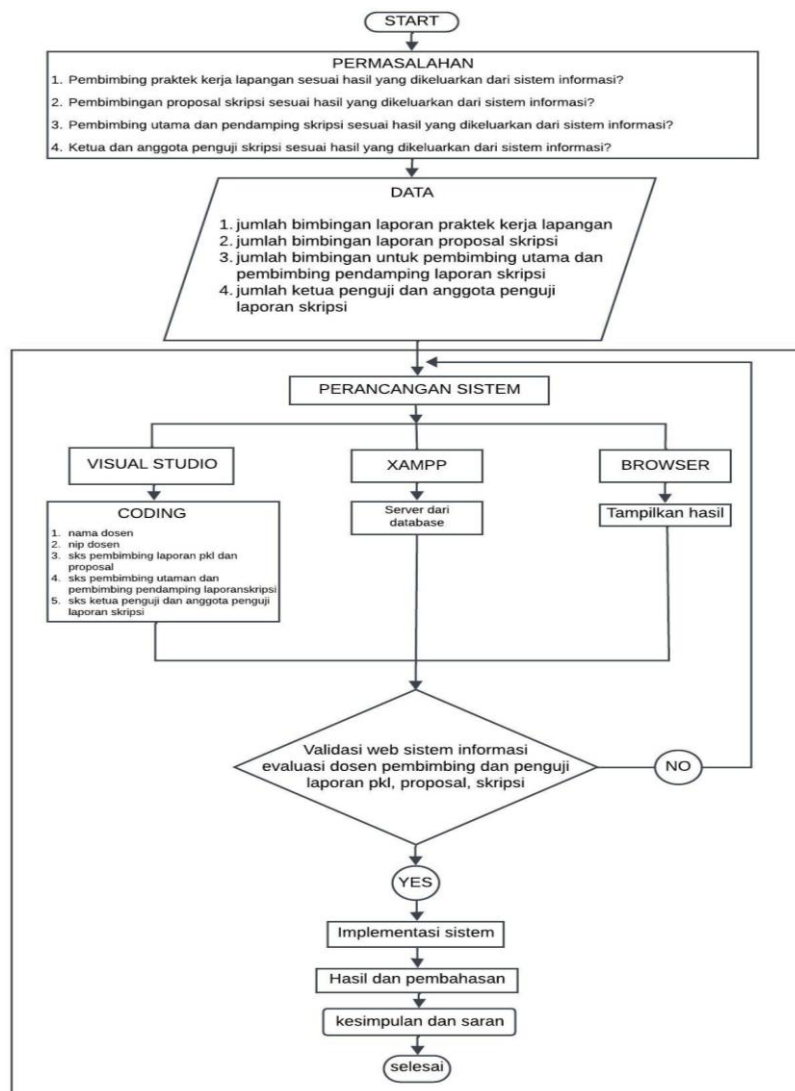 START
PERMASALAHAN
1. Pembimbing praktek kerja lapangan sesuai hasil yang dikeluarkan dari sistem informasi?
2. Pembimbingan proposal skripsi sesuai hasil yang dikeluarkan dari sistem informasi?
3. Pembimbing utama dan pendamping skripsi sesuai hasil yang dikeluarkan dari sistem informasi?
4. Ketua dan anggota penguji skripsi sesuai hasil yang dikeluarkan dari sistem informasi?
DATA
1. jumlah bimbingan laporan praktek kerja lapangan
2. jumlah bimbingan laporan proposal skripsi
3. jumlah bimbingan untuk pembimbing utama dan
pembimbing pendamping laporan skripsi
4. jumlah ketua penguji dan anggota penguji
laporan skripsi
PERANCANGAN SISTEM
VISUAL STUDIO
XAMPP
BROWSER
CODING
1. nama dosen
2. nip dosen
3. sks pembimbing laporan pkl dan
proposal
4. sks pembimbing utaman dan
pembimbing pendamping laporanskripsi
5. sks ketua penguji dan anggota penguji
laporan skripsi
Server dari
database
Tampilkan hasil
Validasi web sistem informasi
evaluasi dosen pembimbing dan penguji
laporan pkl, proposal, skripsi
NO
YES
Implementasi sistem
Hasil dan pembahasan
kesimpulan dan saran
selesai